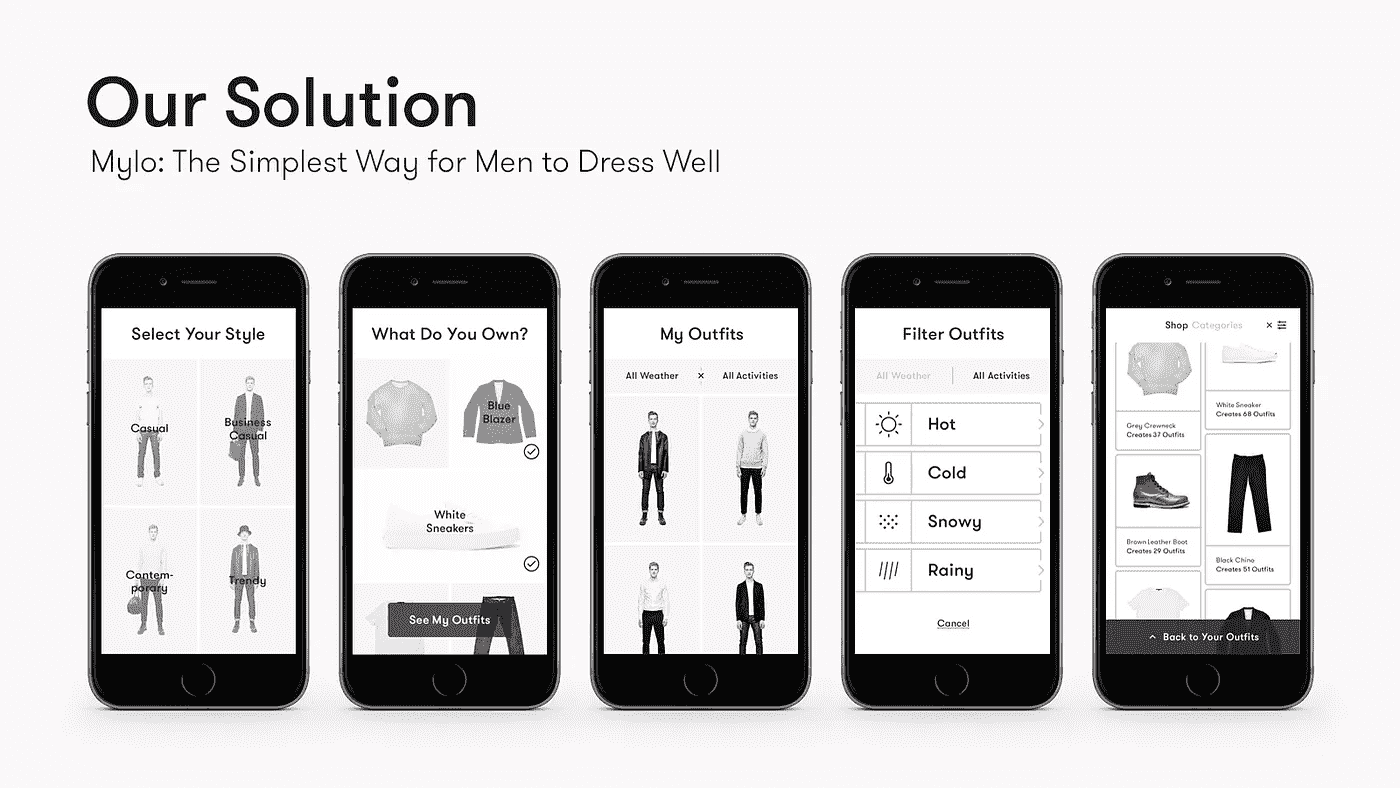 Our Solution
Mylo: The Simplest Way for Men to Dress Well
Select Your Style
Casual
Business
Casual
Contem-
porary
Trendy
What Do You Own?
Blue
Blazer
White
Sneakers
See My Outfits
My Outfits
All Weather × All Activities
Filter Outfits
All Weather All Activities
Hot
Cold
Snowy
Rainy
Cancel
Shop Categories ×
Grey Crewneck
Creates 37 Outfits
White Sneaker
Creates 68 Outfits
Brown Leather Boot
Creates 29 Outfits
Black Chino
Creates 51 Outfits
Back to Your Outfits